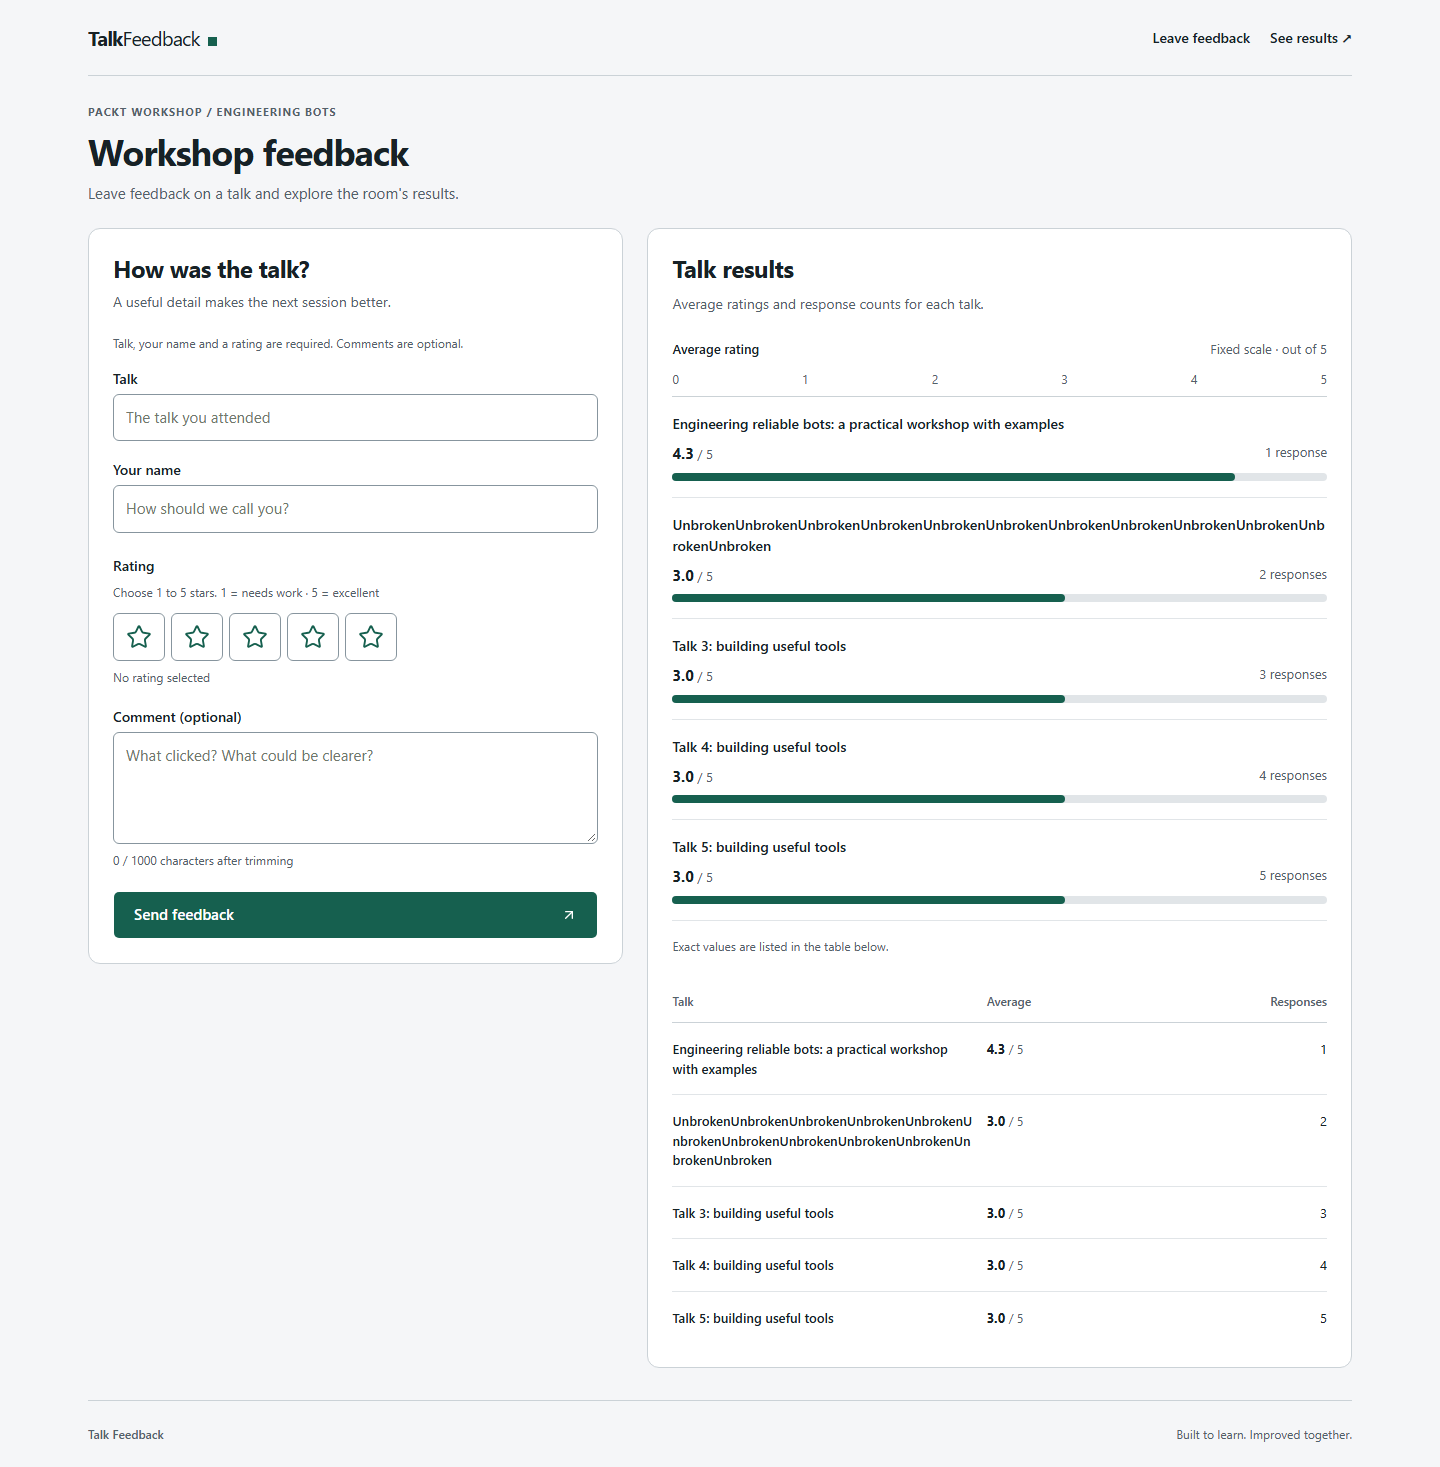 TalkFeedback
Leave feedback
See results ↗
PACKT WORKSHOP / ENGINEERING BOTS
Workshop feedback
Leave feedback on a talk and explore the room's results.
How was the talk?
A useful detail makes the next session better.
Talk, your name and a rating are required. Comments are optional.
Talk
The talk you attended
Your name
How should we call you?
Rating
Choose 1 to 5 stars. 1 = needs work · 5 = excellent
No rating selected
Comment (optional)
What clicked? What could be clearer?
0 / 1000 characters after trimming
Send feedback
Talk results
Average ratings and response counts for each talk.
Average rating
Fixed scale · out of 5
0 1 2 3 4 5
Engineering reliable bots: a practical workshop with examples
4.3 / 5
1 response
UnbrokenUnbrokenUnbrokenUnbrokenUnbrokenUnbrokenUnbrokenUnbrokenUnbrokenUnbrokenUnb
rokenUnbroken
3.0 / 5
2 responses
Talk 3: building useful tools
3.0 / 5
3 responses
Talk 4: building useful tools
3.0 / 5
4 responses
Talk 5: building useful tools
3.0 / 5
5 responses
Exact values are listed in the table below.
Talk Average Responses
Engineering reliable bots: a practical workshop
with examples
4.3 / 5
1
UnbrokenUnbrokenUnbrokenUnbrokenUnbrokenU
nbrokenUnbrokenUnbrokenUnbrokenUnbrokenUn
brokenUnbroken
3.0 / 5
2
Talk 3: building useful tools
3.0 / 5
3
Talk 4: building useful tools
3.0 / 5
4
Talk 5: building useful tools
3.0 / 5
5
Talk Feedback
Built to learn. Improved together.